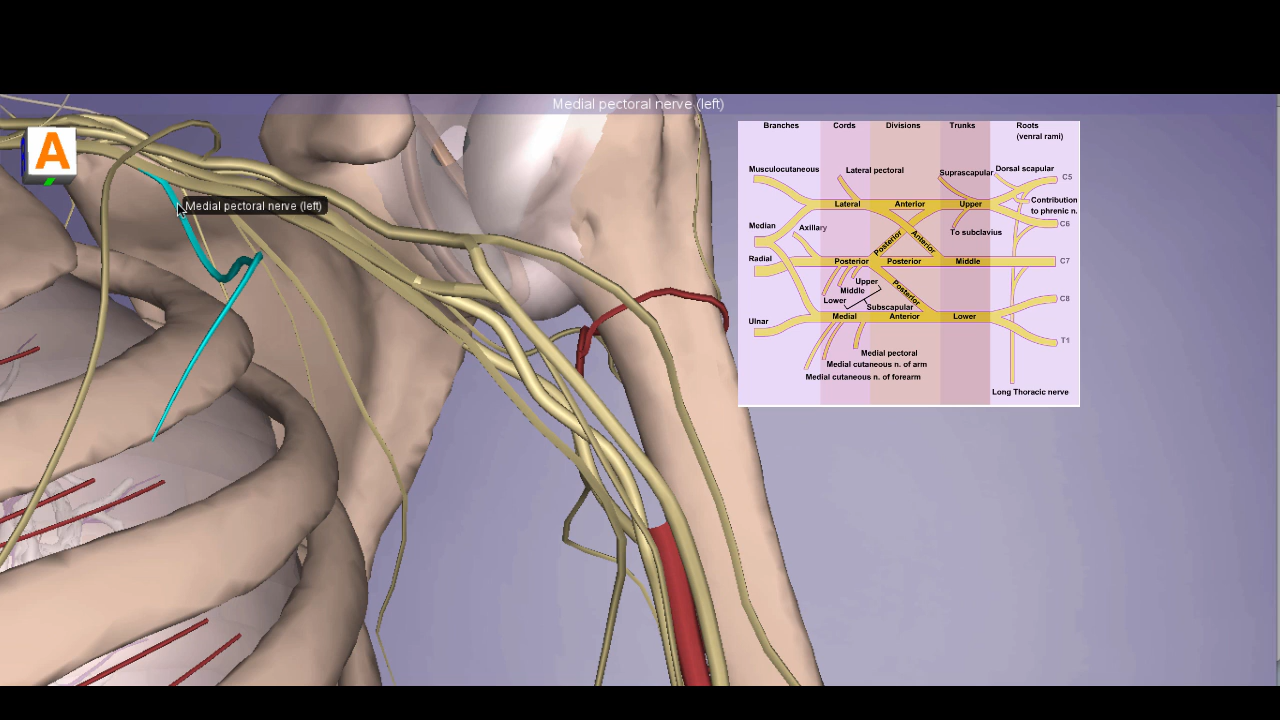 Medial pectoral nerve (left)
A
Medial pectoral nerve (left)
Branches Cords Divisions Trunks Roots
(venral rami)
Musculocutaneous
Lateral pectoral
Suprascapular
Dorsal scapular
C5
Contribution
to phrenic n.
Lateral Anterior Upper
C6
Median
Axillary
To subclavius
Posterior
Anterior
Radial
Posterior Posterior Middle C7
Upper
Middle
Lower
Subscapular
Posterior
C8
Ulnar
Medial Anterior Lower
T1
Medial pectoral
Medial cutaneous n. of arm
Medial cutaneous n. of forearm
Long Thoracic nerve